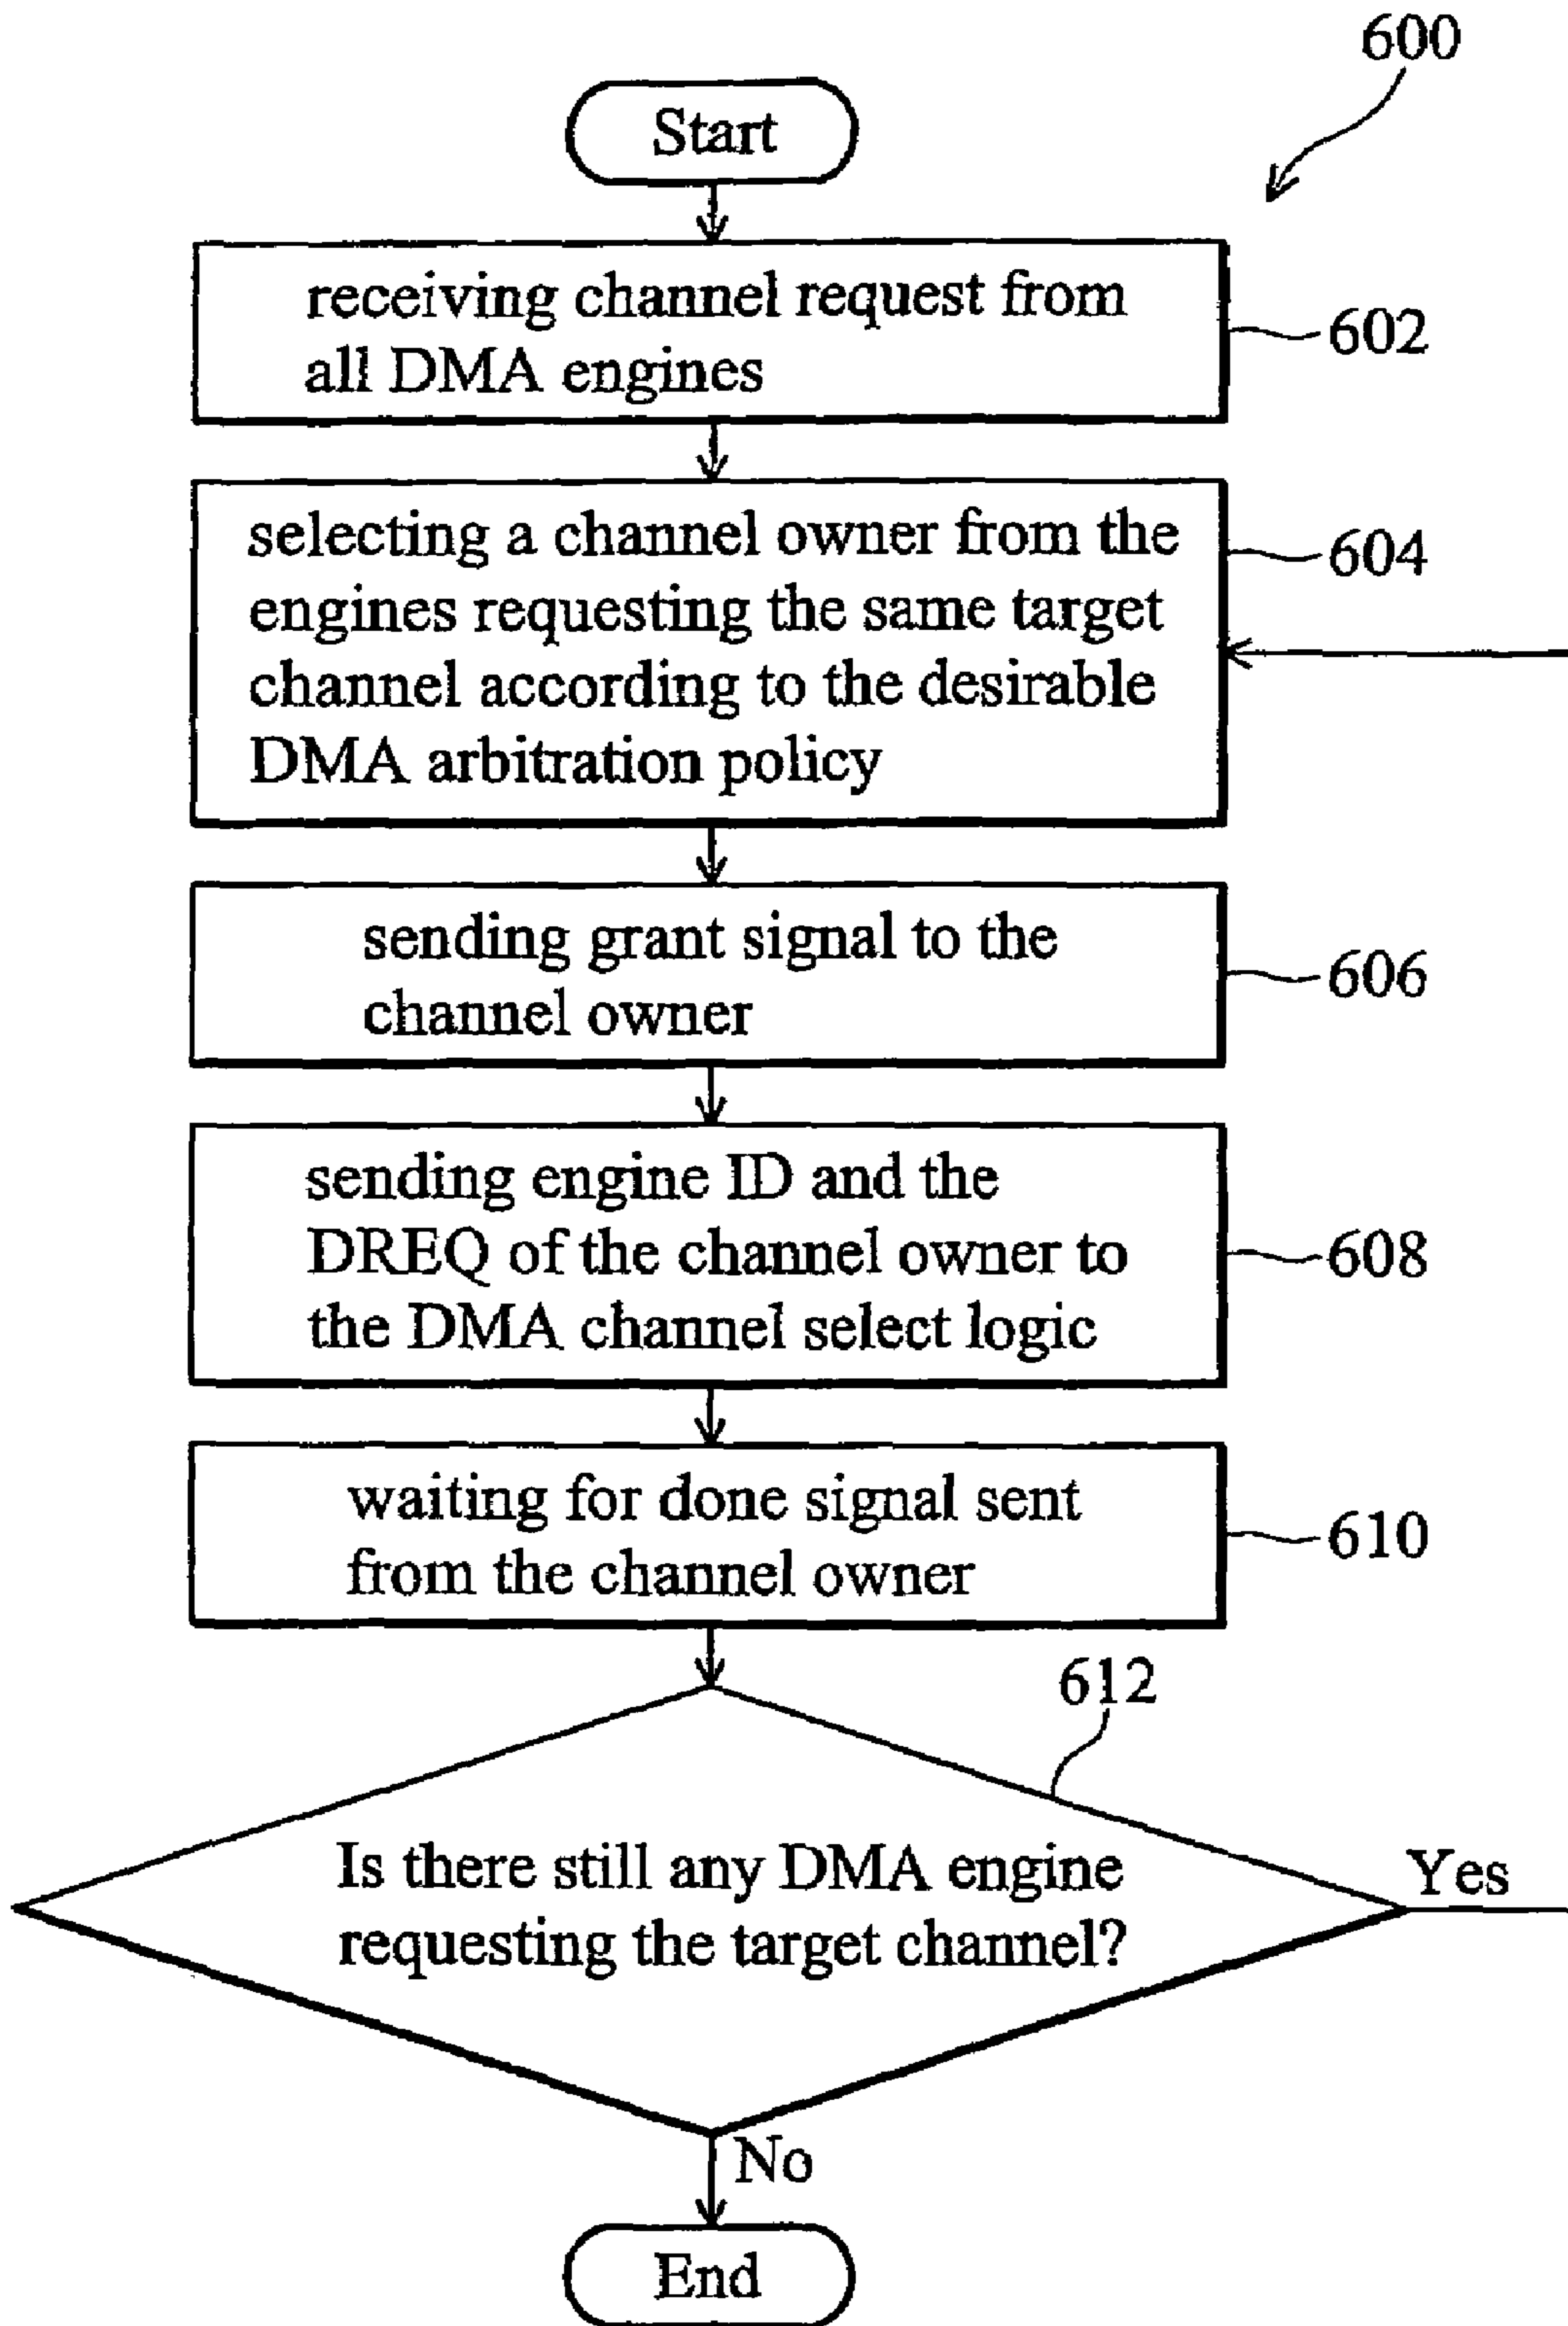 600
Start
receiving channel request from
all DMA engines
602
selecting a channel owner from the
engines requesting the same target
channel according to the desirable
DMA arbitration policy
604
sending grant signal to the
channel owner
606
sending engine ID and the
DREQ of the channel owner to
the DMA channel select logic
608
waiting for done signal sent
from the channel owner
610
612
Is there still any DMA engine
requesting the target channel?
Yes
No
End